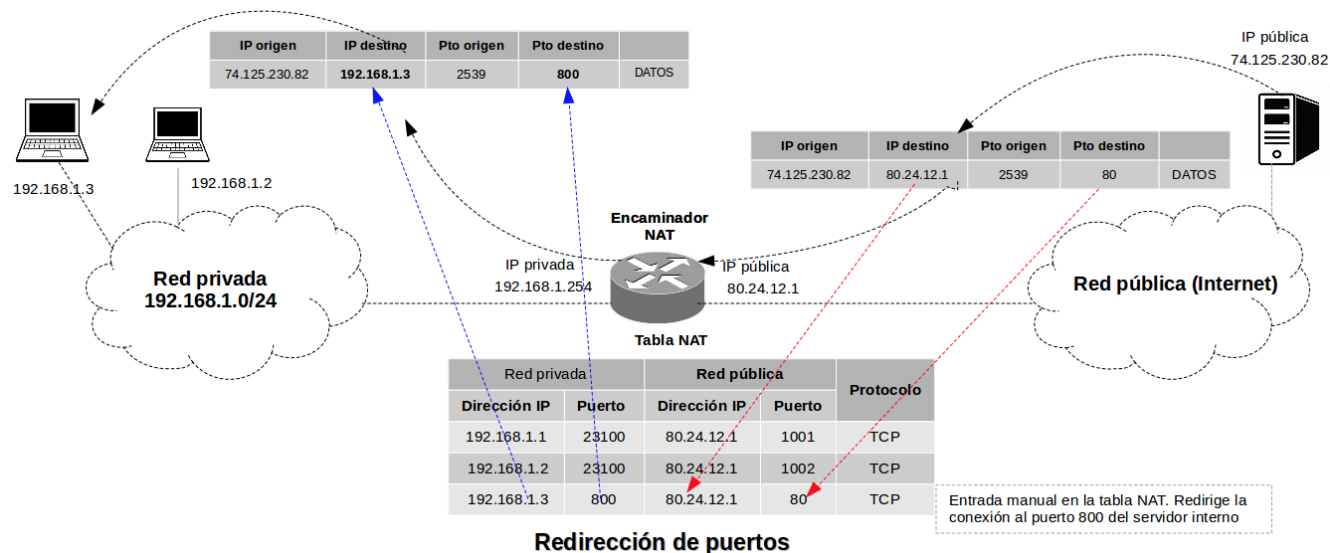 IP origen IP destino Pto origen Pto destino
74.125.230.82 192.168.1.3 2539 800 DATOS
IP pública
74.125.230.82
IP origen IP destino Pto origen Pto destino
74.125.230.82 80.24.12.1 2539 80 DATOS
192.168.1.3
192.168.1.2
Encaminador
NAT
Red privada
192.168.1.0/24
IP privada
192.168.1.254
IP pública
80.24.12.1
Red pública (Internet)
Tabla NAT
Red privada Red pública Protocolo
Dirección IP Puerto Dirección IP Puerto
192.168.1.1 23100 80.24.12.1 1001 TCP
192.168.1.2 23100 80.24.12.1 1002 TCP
192.168.1.3 800 80.24.12.1 80 TCP
Entrada manual en la tabla NAT. Redirige la
conexión al puerto 800 del servidor interno
Redirección de puertos